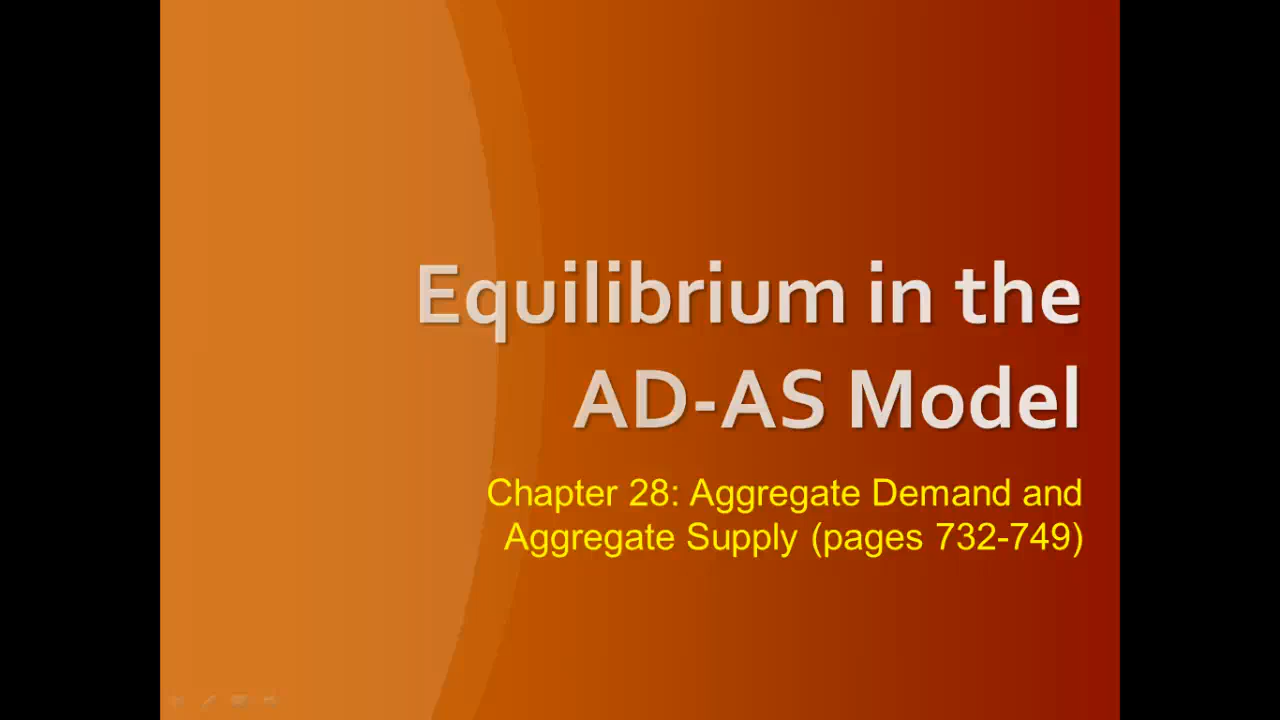 Equilibrium in the
AD-AS Model
Chapter 28: Aggregate Demand and
Aggregate Supply (pages 732-749)